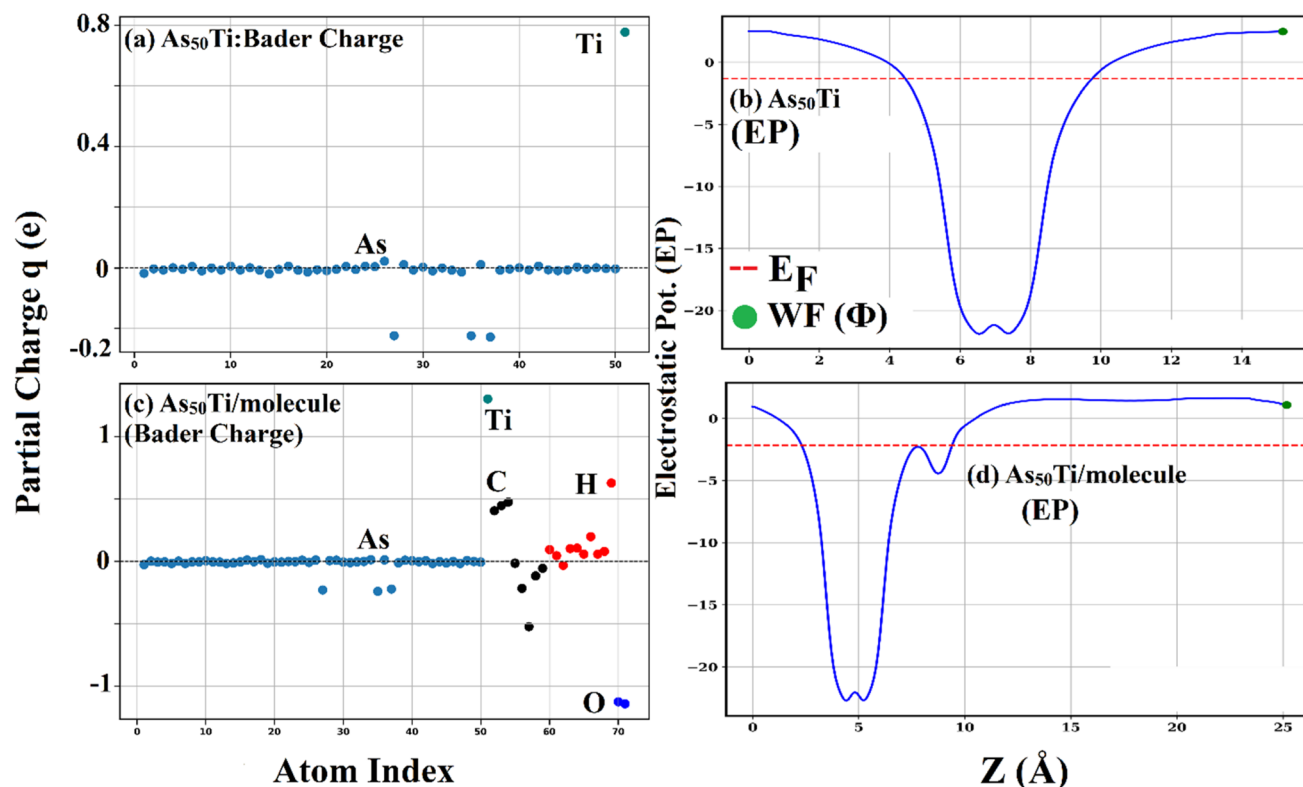 Partial Charge q (e)
(a) As₅₀Ti:Bader Charge
Ti
As
0.8
0.4
0
-0.2
0
10
20
30
40
50
Electrostatic Pot. (EP)
(b) As₅₀Ti
(EP)
E_F
WF (Φ)
0
−5
−10
−15
−20
0
2
4
6
8
10
12
14
(c) As₅₀Ti/molecule
(Bader Charge)
Ti
C
H
As
O
1
0
-1
0
10
20
30
40
50
60
70
Atom Index
(d) As₅₀Ti/molecule
(EP)
0
−5
−10
−15
−20
0
5
10
15
20
25
Z (Å)